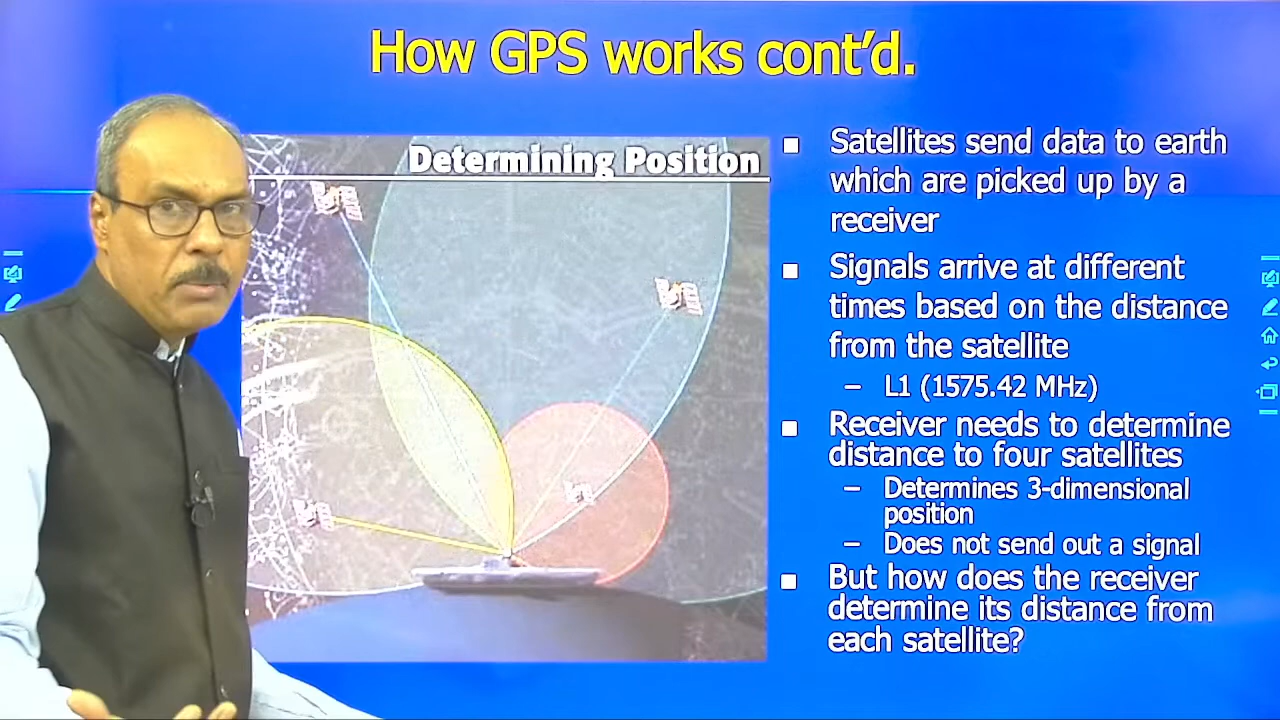 How GPS works cont'd.
Determining Position
■ Satellites send data to earth
which are picked up by a
receiver
■ Signals arrive at different
times based on the distance
from the satellite
– L1 (1575.42 MHz)
■ Receiver needs to determine
distance to four satellites
– Determines 3-dimensional
position
– Does not send out a signal
■ But how does the receiver
determine its distance from
each satellite?